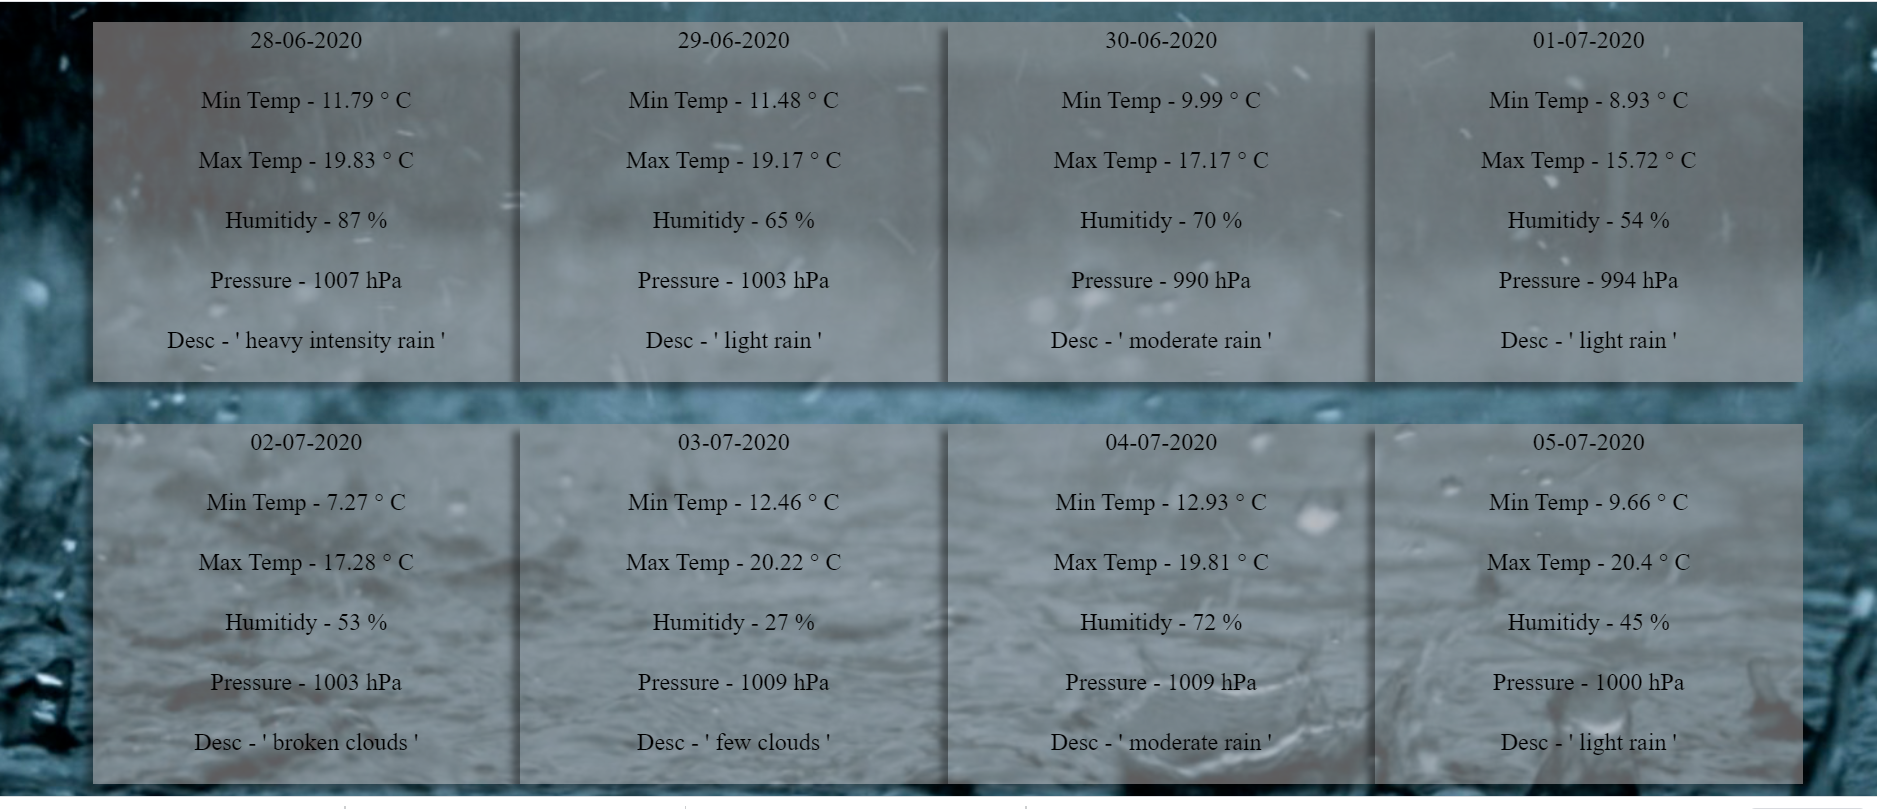 28-06-2020
Min Temp - 11.79 ° C
Max Temp - 19.83 ° C
Humitidy - 87 %
Pressure - 1007 hPa
Desc - ' heavy intensity rain '
29-06-2020
Min Temp - 11.48 ° C
Max Temp - 19.17 ° C
Humitidy - 65 %
Pressure - 1003 hPa
Desc - ' light rain '
30-06-2020
Min Temp - 9.99 ° C
Max Temp - 17.17 ° C
Humitidy - 70 %
Pressure - 990 hPa
Desc - ' moderate rain '
01-07-2020
Min Temp - 8.93 ° C
Max Temp - 15.72 ° C
Humitidy - 54 %
Pressure - 994 hPa
Desc - ' light rain '
02-07-2020
Min Temp - 7.27 ° C
Max Temp - 17.28 ° C
Humitidy - 53 %
Pressure - 1003 hPa
Desc - ' broken clouds '
03-07-2020
Min Temp - 12.46 ° C
Max Temp - 20.22 ° C
Humitidy - 27 %
Pressure - 1009 hPa
Desc - ' few clouds '
04-07-2020
Min Temp - 12.93 ° C
Max Temp - 19.81 ° C
Humitidy - 72 %
Pressure - 1009 hPa
Desc - ' moderate rain '
05-07-2020
Min Temp - 9.66 ° C
Max Temp - 20.4 ° C
Humitidy - 45 %
Pressure - 1000 hPa
Desc - ' light rain '